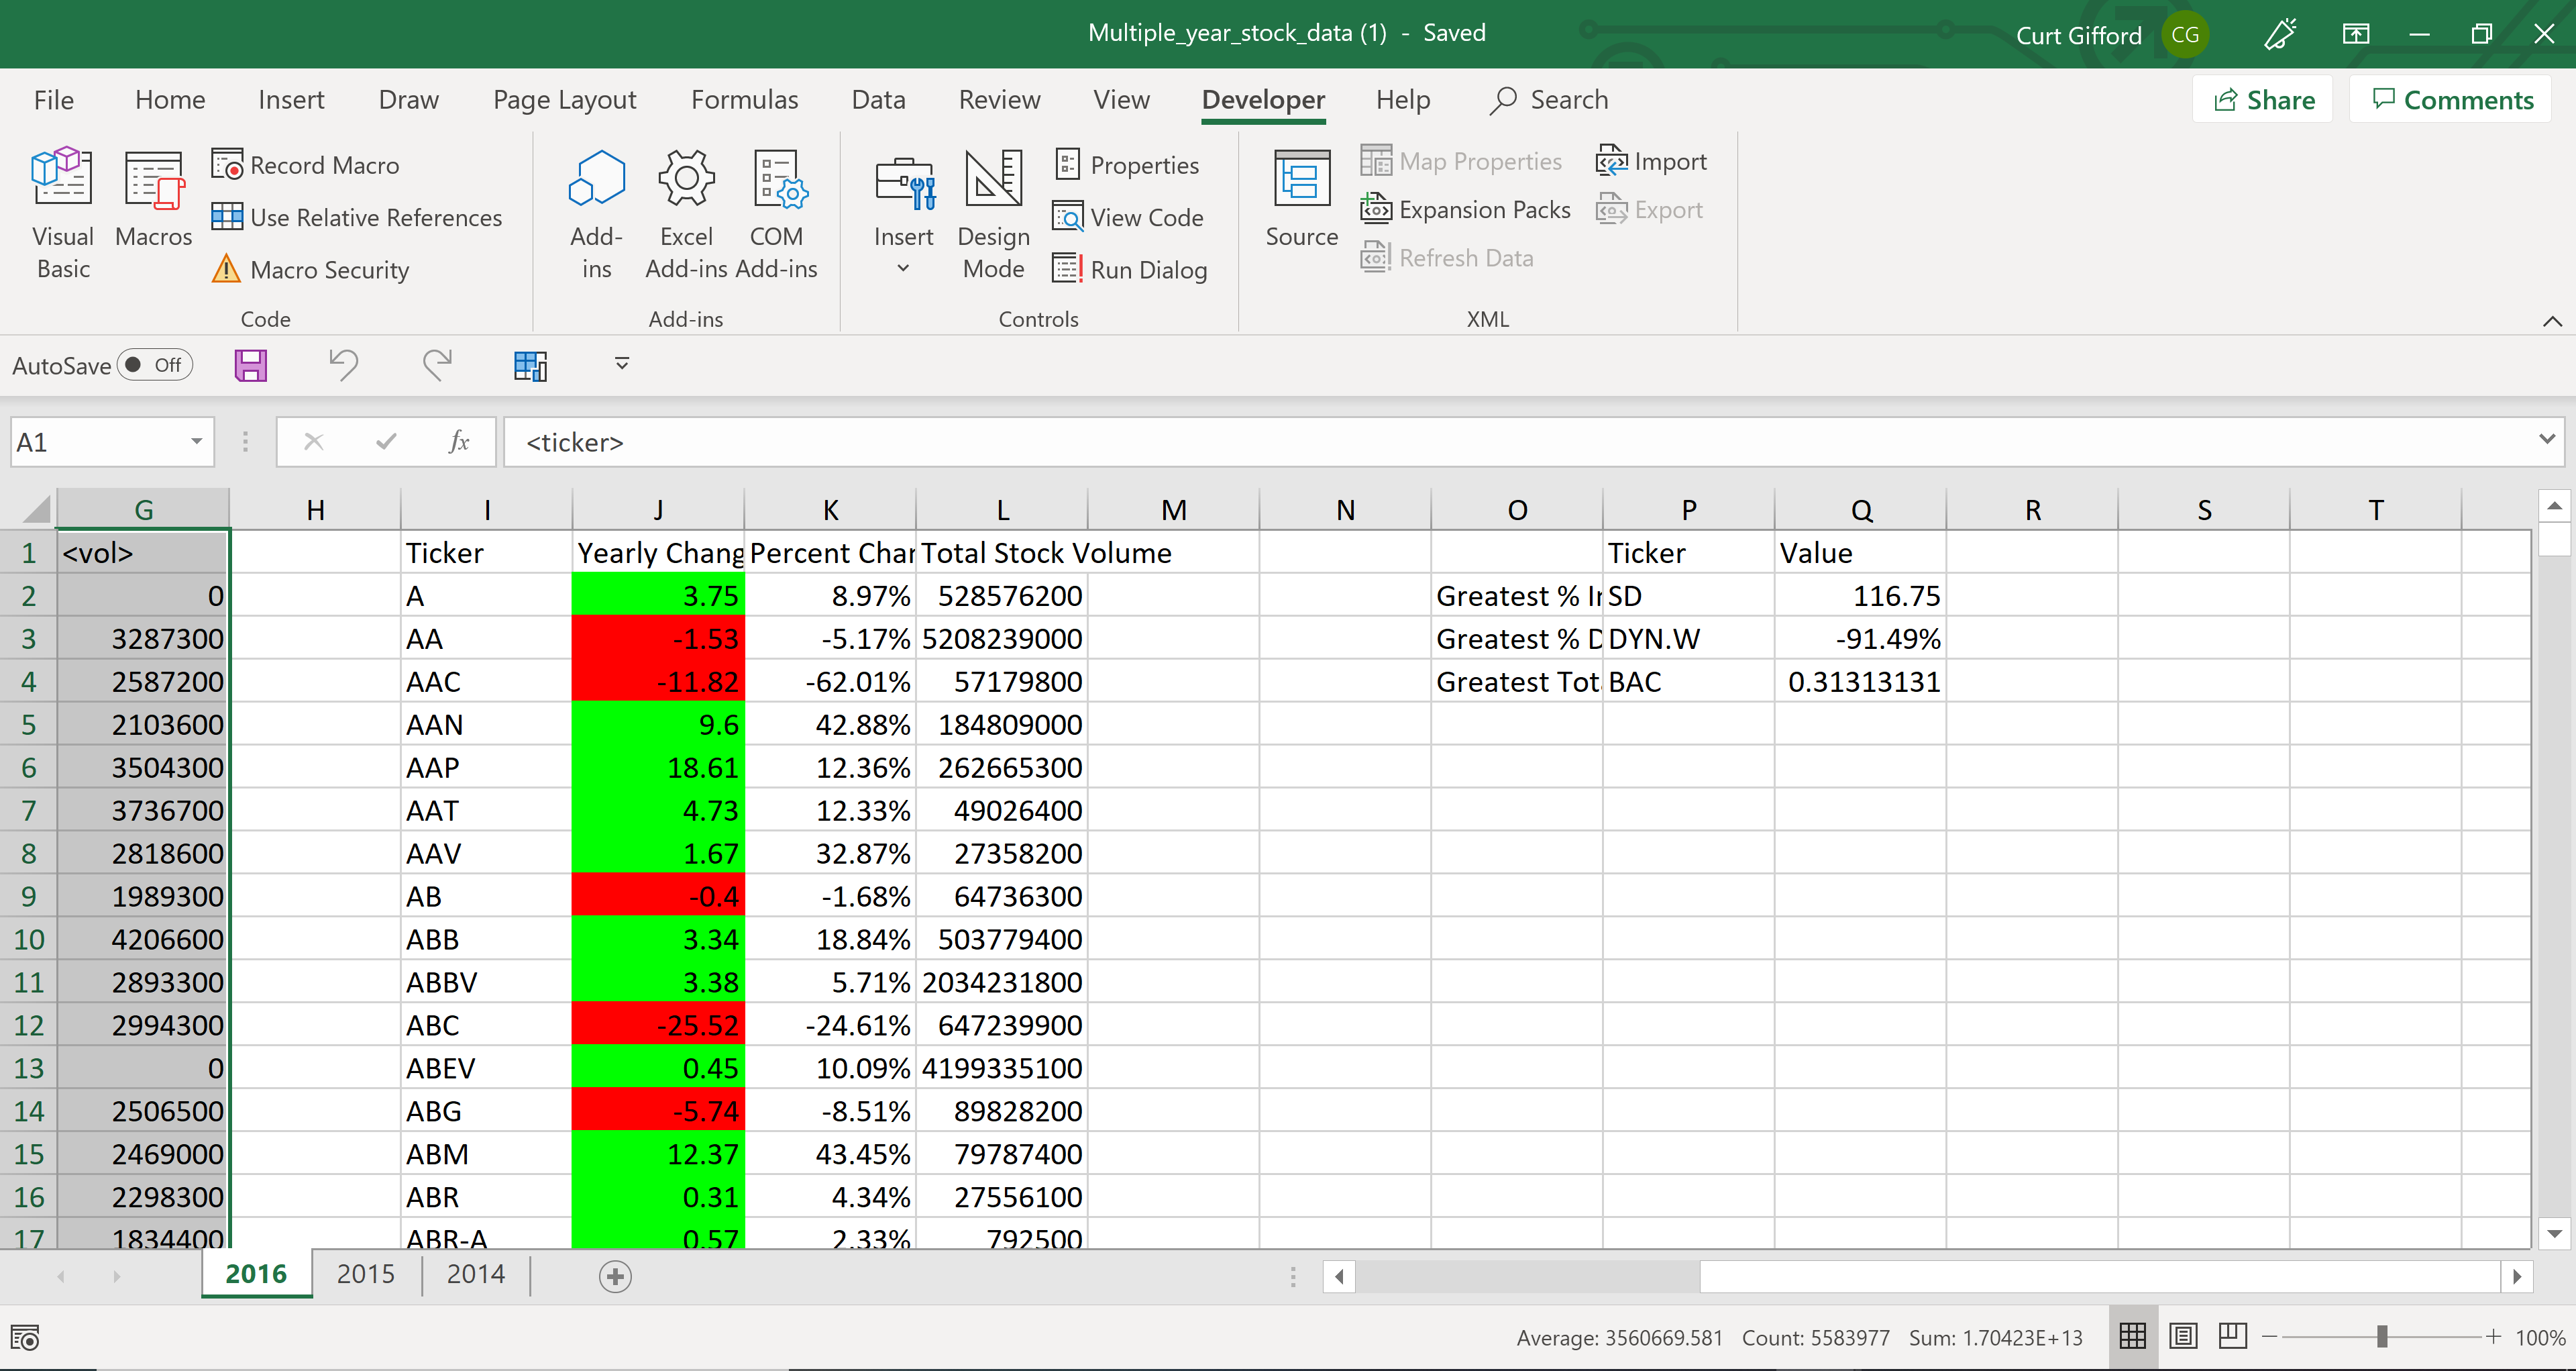 Multiple_year_stock_data (1) - Saved
Curt Gifford CG
File Home Insert Draw Page Layout Formulas Data Review View Developer Help Search Share Comments
Visual Basic
Macros
Record Macro
Use Relative References
Macro Security
Code
Add-ins
Excel Add-ins
COM Add-ins
Add-ins
Insert
Design Mode
Properties
View Code
Run Dialog
Controls
Source
Map Properties
Expansion Packs
Refresh Data
Import
Export
XML
AutoSave Off
A1 fx <ticker>
G H I J K L M N O P Q R S T
1 <vol> Ticker Yearly Chang Percent Char Total Stock Volume Ticker Value
2 0 A 3.75 8.97% 528576200 Greatest % Ir SD 116.75
3 3287300 AA -1.53 -5.17% 5208239000 Greatest % D DYN.W -91.49%
4 2587200 AAC -11.82 -62.01% 57179800 Greatest Tot BAC 0.31313131
5 2103600 AAN 9.6 42.88% 184809000
6 3504300 AAP 18.61 12.36% 262665300
7 3736700 AAT 4.73 12.33% 49026400
8 2818600 AAV 1.67 32.87% 27358200
9 1989300 AB -0.4 -1.68% 64736300
10 4206600 ABB 3.34 18.84% 503779400
11 2893300 ABBV 3.38 5.71% 2034231800
12 2994300 ABC -25.52 -24.61% 647239900
13 0 ABEV 0.45 10.09% 4199335100
14 2506500 ABG -5.74 -8.51% 89828200
15 2469000 ABM 12.37 43.45% 79787400
16 2298300 ABR 0.31 4.34% 27556100
17 1834400 ABR-A 0.57 2.33% 792500
2016 2015 2014
Average: 3560669.581 Count: 5583977 Sum: 1.70423E+13 100%